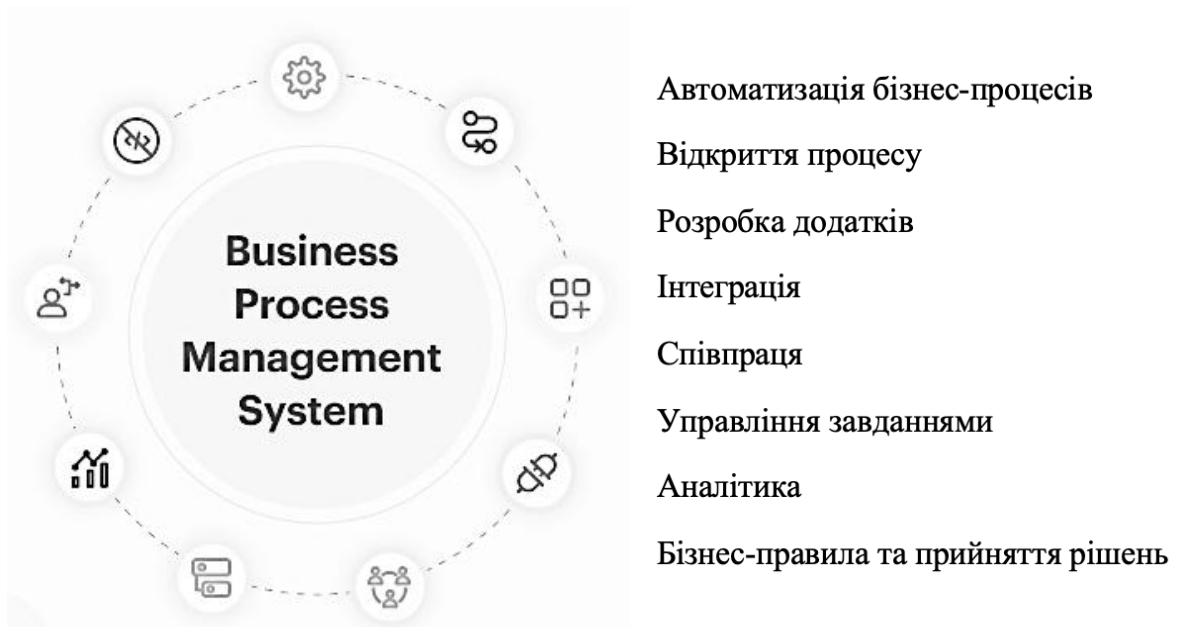 Business
Process
Management
System
Автоматизація бізнес-процесів
Відкриття процесу
Розробка додатків
Інтеграція
Співпраця
Управління завданнями
Аналітика
Бізнес-правила та прийняття рішень